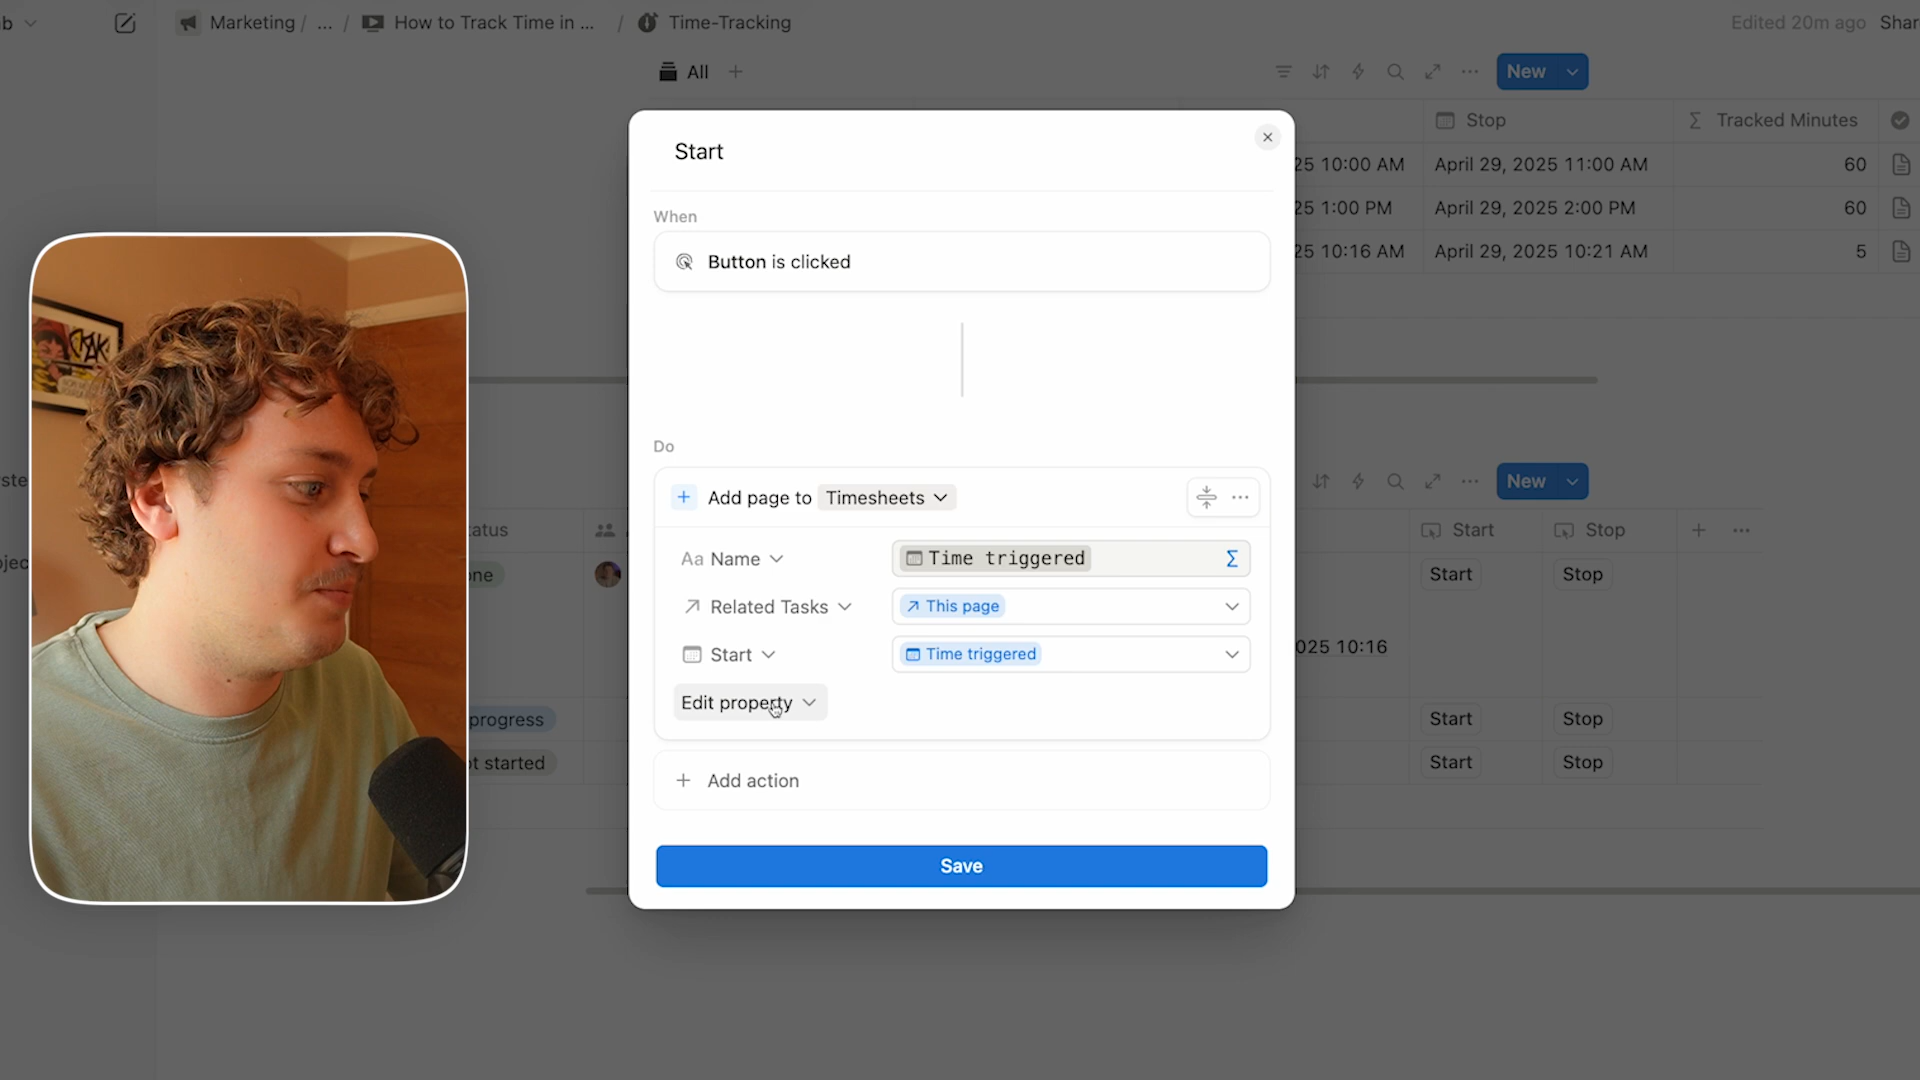 b
Marketing / ... / How to Track Time in ... / Time-Tracking
Edited 20m ago
Shar
All
New
Stop
Σ Tracked Minutes
25 10:00 AM
April 29, 2025 11:00 AM
60
25 1:00 PM
April 29, 2025 2:00 PM
60
25 10:16 AM
April 29, 2025 10:21 AM
5
Start
When
Button is clicked
Do
+ Add page to Timesheets
Aa Name
Time triggered
Σ
Related Tasks
This page
Start
Time triggered
Edit property
+ Add action
Save
New
tatus
Start
Stop
ne
Start
Stop
025 10:16
progress
Start
Stop
t started
Start
Stop
rste
ojec